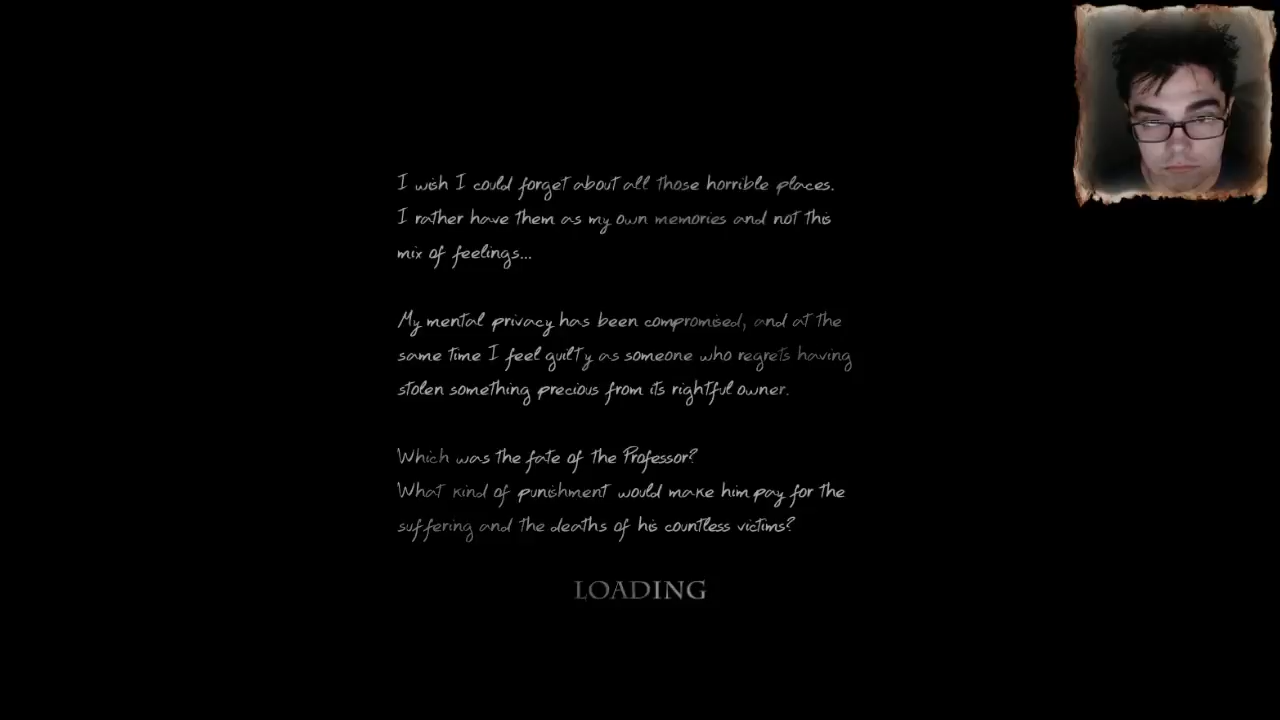 I wish I could forget about all those horrible places.
I rather have them as my own memories and not this
mix of feelings...
My mental privacy has been compromised, and at the
same time I feel guilty as someone who regrets having
stolen something precious from its rightful owner.
Which was the fate of the Professor?
What kind of punishment would make him pay for the
suffering and the deaths of his countless victims?
LOADING